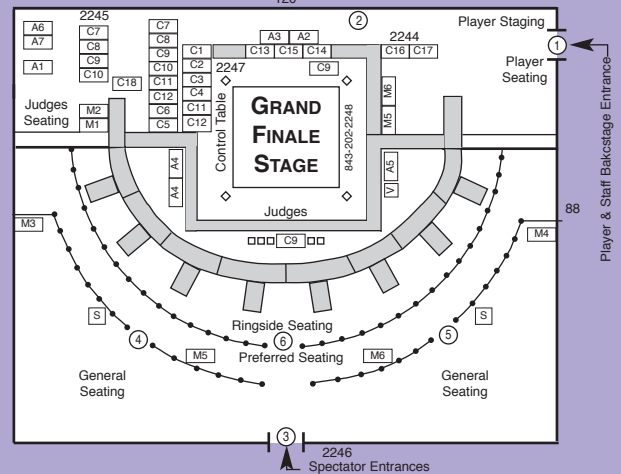 A6
A7
A1
2245
C7
C8
C9
C10
C18
C7
C8
C9
C10
C11
C12
C6
C5
C1
C2
C3
C4
C11
C12
A3 A2
C13 C15 C14
C9
2247
2
2244
C16 C17
Player Staging
1
Player
Seating
Player & Staff Bakcstage Entrance
Judges
Seating
M2
M1
Control Table
GRAND
FINALE
STAGE
843-202-2248
M6
M5
A4
A4
A5
V
Judges
C9
M3
M4
88
S
S
Ringside Seating
4
6
5
Preferred Seating
M5
M6
General
Seating
General
Seating
3
2246
Spectator Entrances